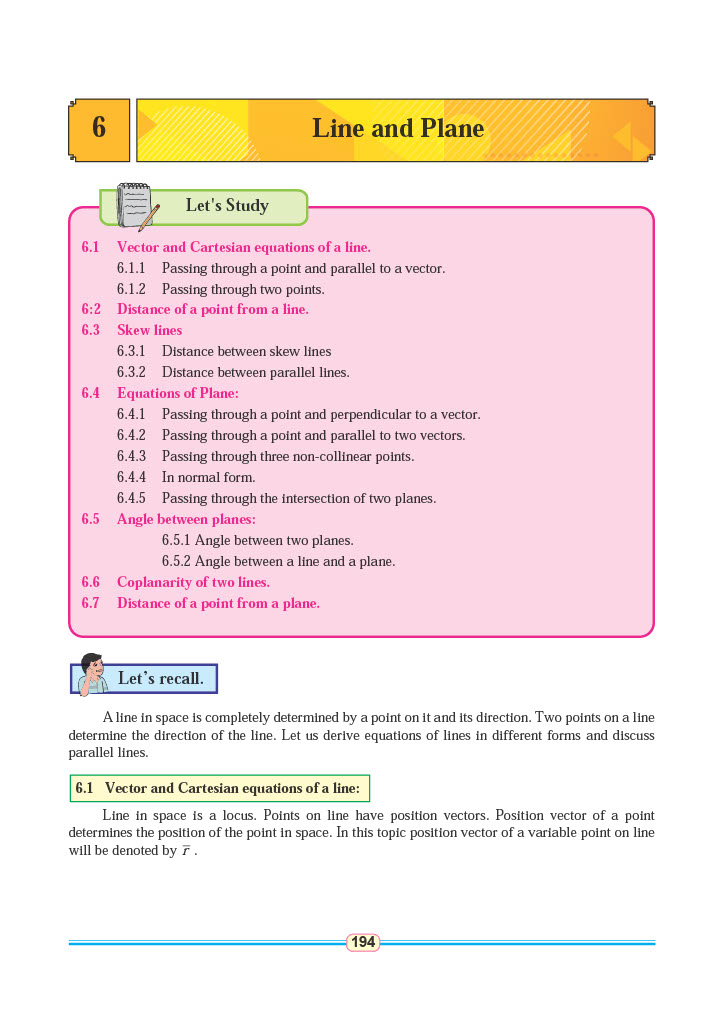 6
Line and Plane
Let's Study
6.1 Vector and Cartesian equations of a line.
6.1.1 Passing through a point and parallel to a vector.
6.1.2 Passing through two points.
6:2 Distance of a point from a line.
6.3 Skew lines
6.3.1 Distance between skew lines
6.3.2 Distance between parallel lines.
6.4 Equations of Plane:
6.4.1 Passing through a point and perpendicular to a vector.
6.4.2 Passing through a point and parallel to two vectors.
6.4.3 Passing through three non-collinear points.
6.4.4 In normal form.
6.4.5 Passing through the intersection of two planes.
6.5 Angle between planes:
6.5.1 Angle between two planes.
6.5.2 Angle between a line and a plane.
6.6 Coplanarity of two lines.
6.7 Distance of a point from a plane.
Let's recall.
A line in space is completely determined by a point on it and its direction. Two points on a line
determine the direction of the line. Let us derive equations of lines in different forms and discuss
parallel lines.
6.1 Vector and Cartesian equations of a line:
Line in space is a locus. Points on line have position vectors. Position vector of a point
determines the position of the point in space. In this topic position vector of a variable point on line
will be denoted by r̅ .
194